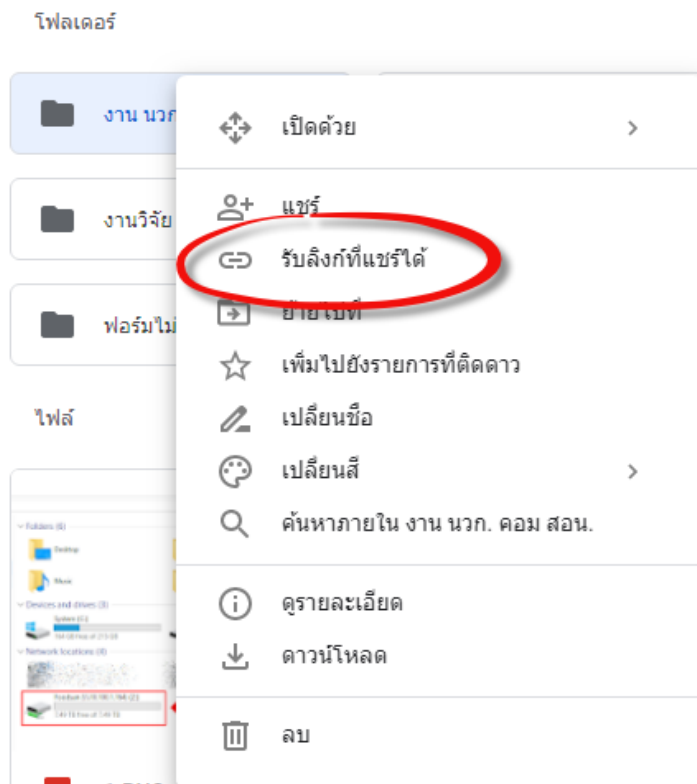 โฟลเดอร์
งาน นวก
เปิดด้วย
แชร์
งานวิจัย
รับลิงก์ที่แชร์ได้
ย้ายไปที่
ฟอร์มไม่
เพิ่มไปยังรายการที่ติดดาว
ไฟล์
เปลี่ยนชื่อ
เปลี่ยนสี
ค้นหาภายใน งาน นวก. คอม สอน.
Folders (6)
Desktop
Music
ดูรายละเอียด
Devices and drives (3)
System (C:)
Network locations (4)
ดาวน์โหลด
ลบ